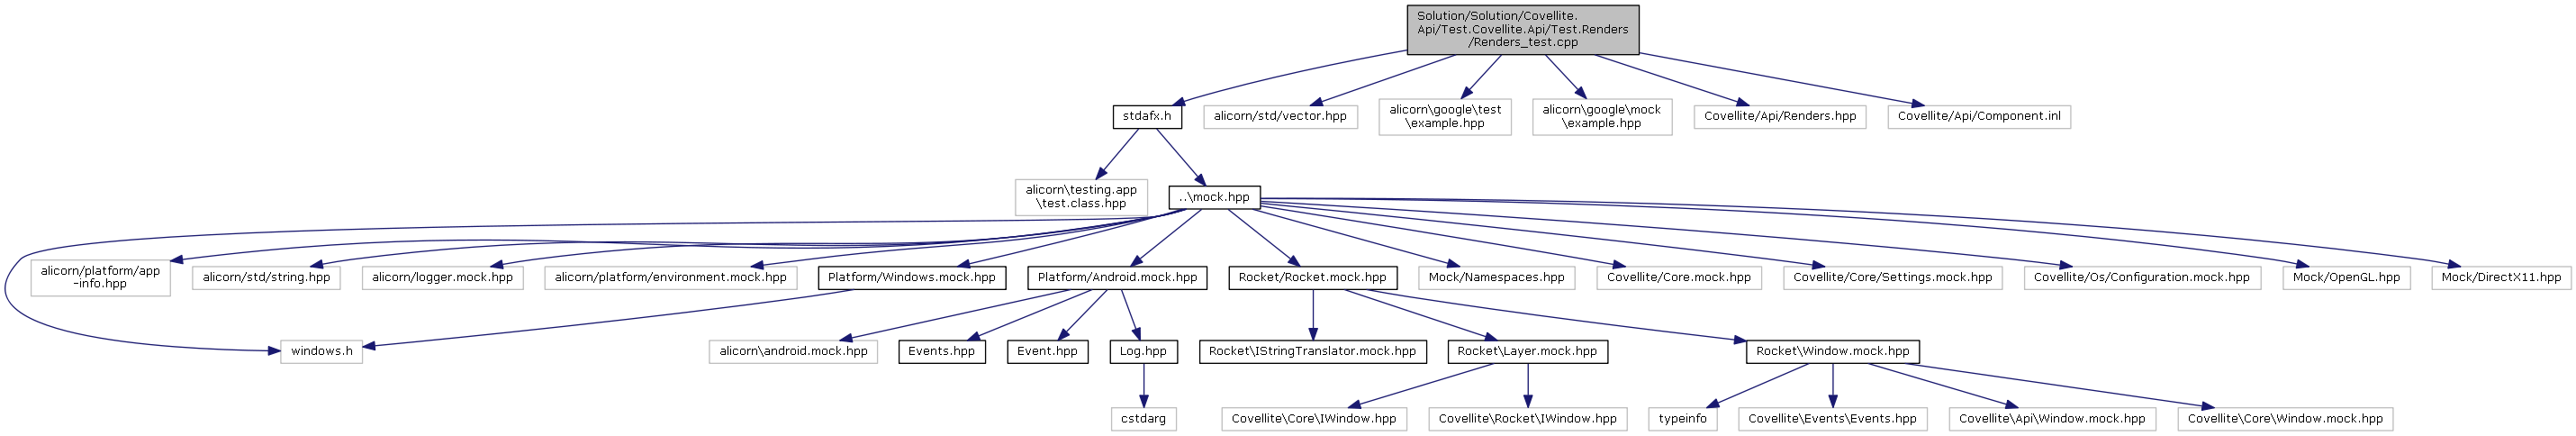 Solution/Solution/Covellite.
Api/Test.Covellite.Api/Test.Renders
/Renders_test.cpp
stdafx.h
alicorn/std/vector.hpp
alicorn\google\test
\example.hpp
alicorn\google\mock
\example.hpp
Covellite/Api/Renders.hpp
Covellite/Api/Component.inl
alicorn\testing.app
\test.class.hpp
..\mock.hpp
alicorn/platform/app
-info.hpp
alicorn/std/string.hpp
alicorn/logger.mock.hpp
alicorn/platform/environment.mock.hpp
Platform/Windows.mock.hpp
Platform/Android.mock.hpp
Rocket/Rocket.mock.hpp
Mock/Namespaces.hpp
Covellite/Core.mock.hpp
Covellite/Core/Settings.mock.hpp
Covellite/Os/Configuration.mock.hpp
Mock/OpenGL.hpp
Mock/DirectX11.hpp
windows.h
alicorn\android.mock.hpp
Events.hpp
Event.hpp
Log.hpp
Rocket\IStringTranslator.mock.hpp
Rocket\Layer.mock.hpp
Rocket\Window.mock.hpp
cstdarg
Covellite\Core\IWindow.hpp
Covellite\Rocket\IWindow.hpp
typeinfo
Covellite\Events\Events.hpp
Covellite\Api\Window.mock.hpp
Covellite\Core\Window.mock.hpp